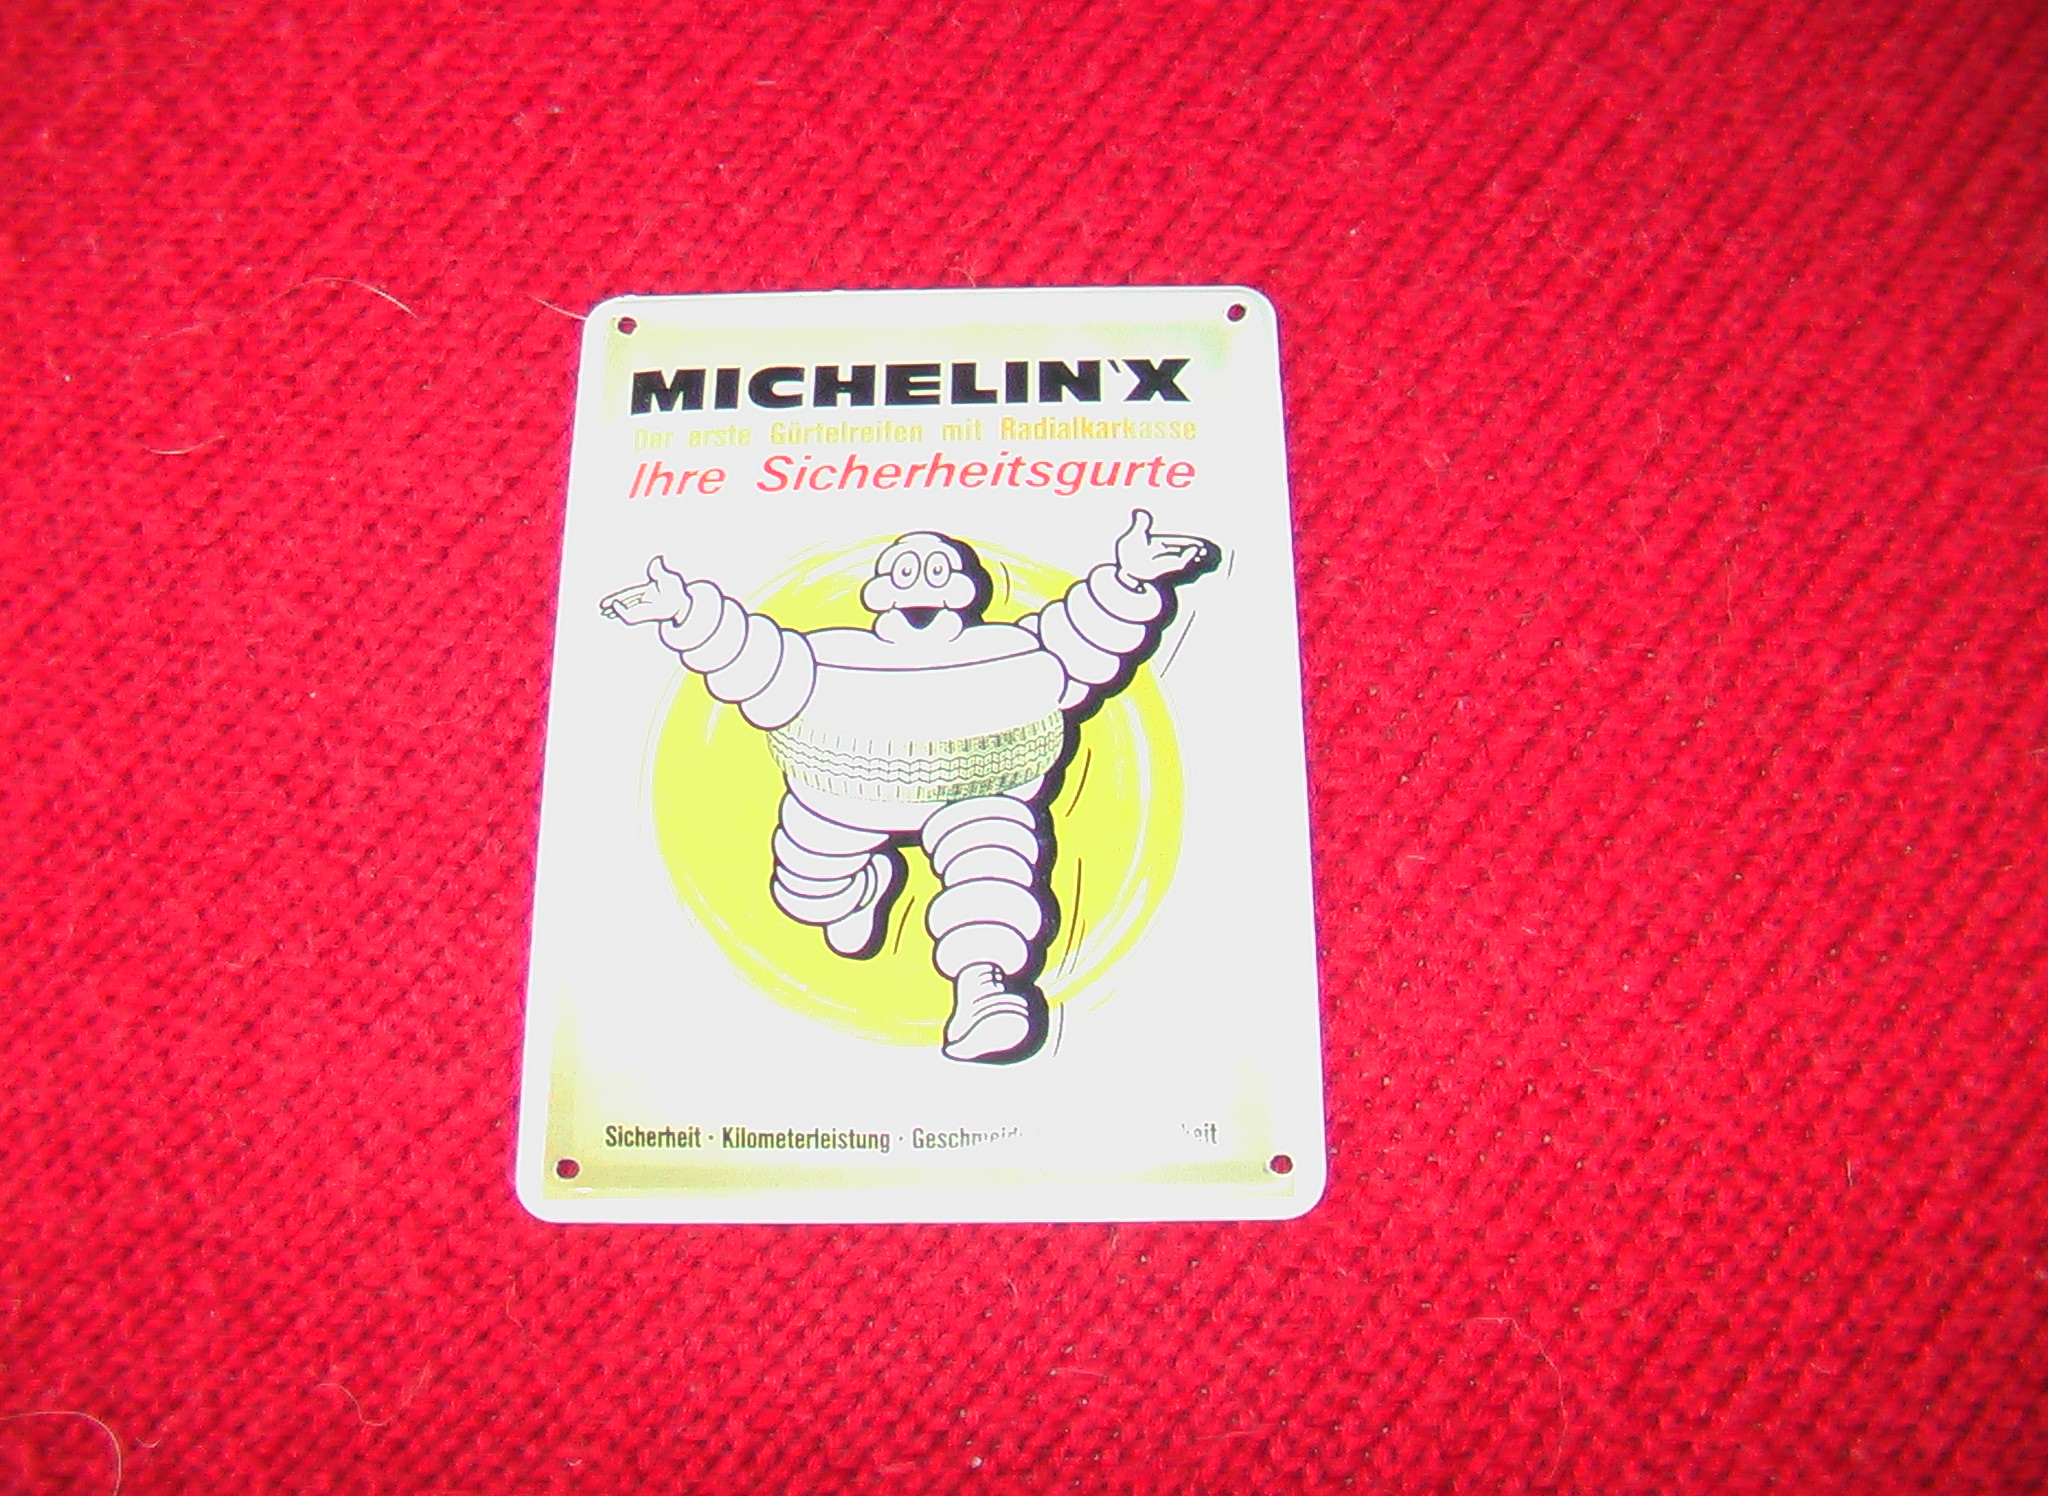 MICHELIN'X
Der erste Gürtelreifen mit Radialkarkasse
Ihre Sicherheitsgurte
Sicherheit · Kilometerleistung ·